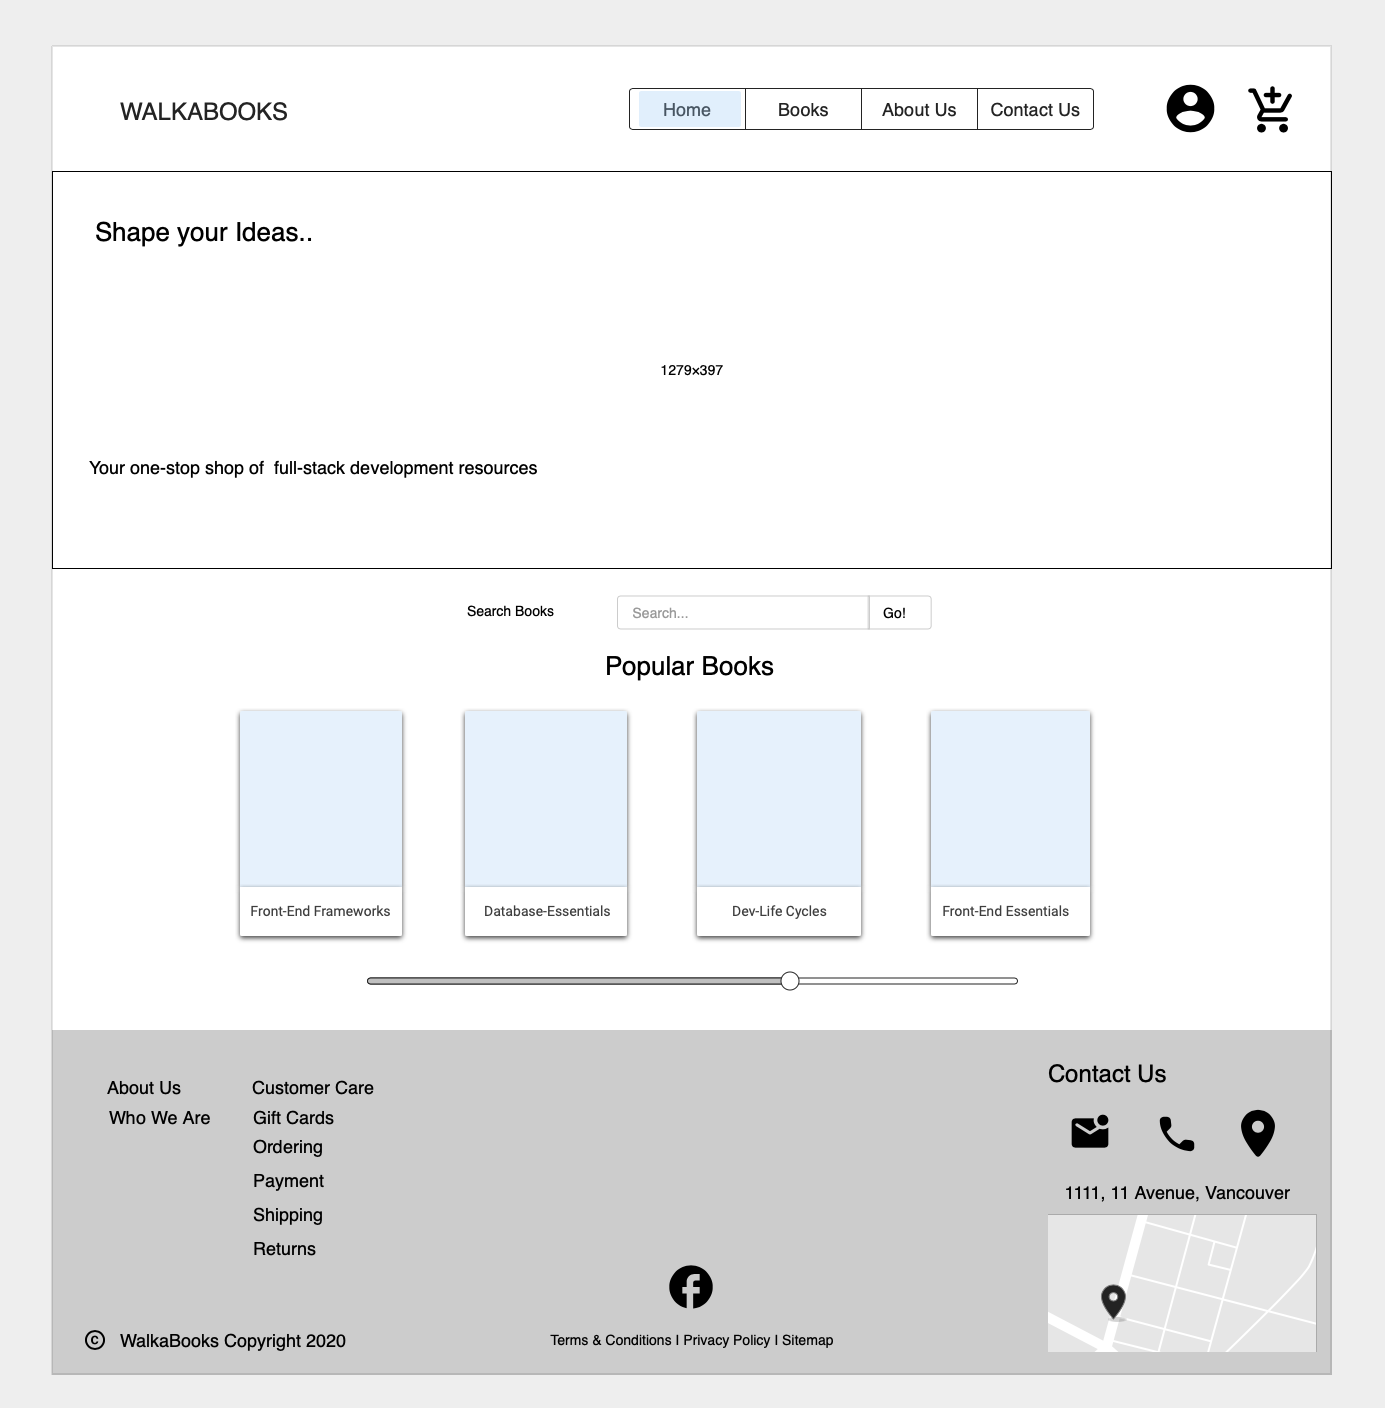 WALKABOOKS
Home
Books
About Us
Contact Us
Shape your Ideas..
1279×397
Your one-stop shop of  full-stack development resources
Search Books
Search...
Go!
Popular Books
Front-End Frameworks
Database-Essentials
Dev-Life Cycles
Front-End Essentials
About Us
Who We Are
Customer Care
Gift Cards
Ordering
Payment
Shipping
Returns
Contact Us
1111, 11 Avenue, Vancouver
© WalkaBooks Copyright 2020
Terms & Conditions I Privacy Policy I Sitemap